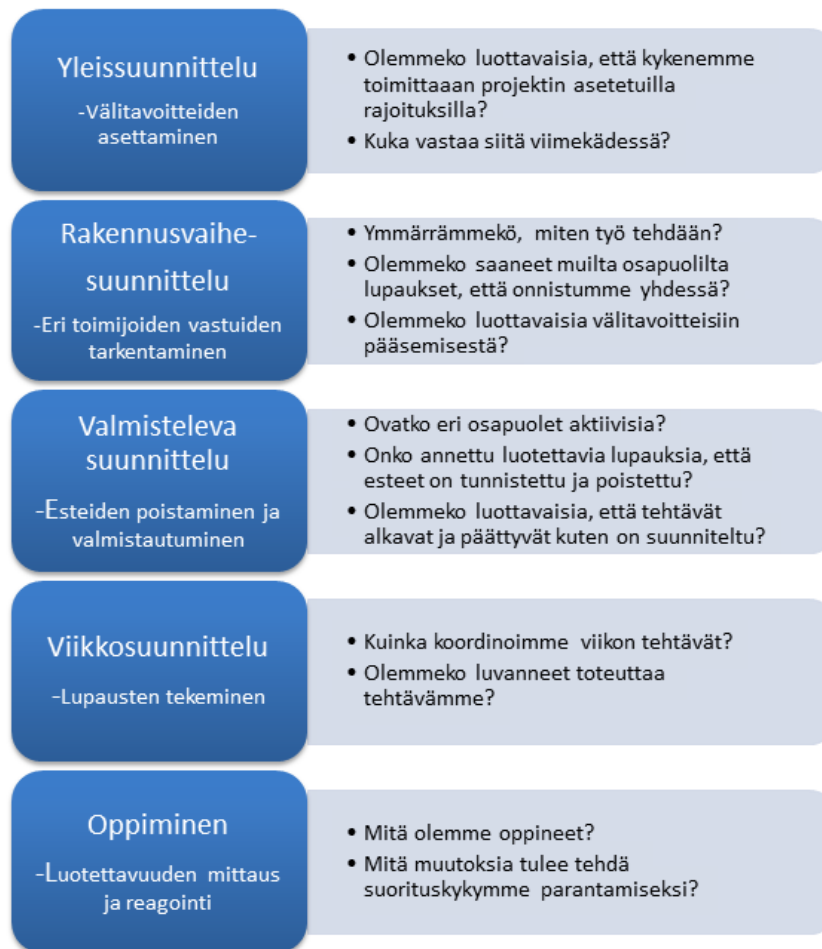 Yleissuunnittelu
-Välitavoitteiden
asettaminen
• Olemmeko luottavaisia, että kykenemme
toimittaaan projektin asetetuilla
rajoituksilla?
• Kuka vastaa siitä viimekädessä?
Rakennusvaihe-
suunnittelu
-Eri toimijoiden vastuiden
tarkentaminen
• Ymmärrämmekö, miten työ tehdään?
• Olemmeko saaneet muilta osapuolilta
lupaukset, että onnistumme yhdessä?
• Olemmeko luottavaisia välitavoitteisiin
pääsemisestä?
Valmisteleva
suunnittelu
-Esteiden poistaminen ja
valmistautuminen
• Ovatko eri osapuolet aktiivisia?
• Onko annettu luotettavia lupauksia, että
esteet on tunnistettu ja poistettu?
• Olemmeko luottavaisia, että tehtävät
alkavat ja päättyvät kuten on suunniteltu?
Viikkosuunnittelu
-Lupausten tekeminen
• Kuinka koordinoimme viikon tehtävät?
• Olemmeko luvanneet toteuttaa
tehtävämme?
Oppiminen
-Luotettavuuden mittaus
ja reagointi
• Mitä olemme oppineet?
• Mitä muutoksia tulee tehdä
suorituskykymme parantamiseksi?